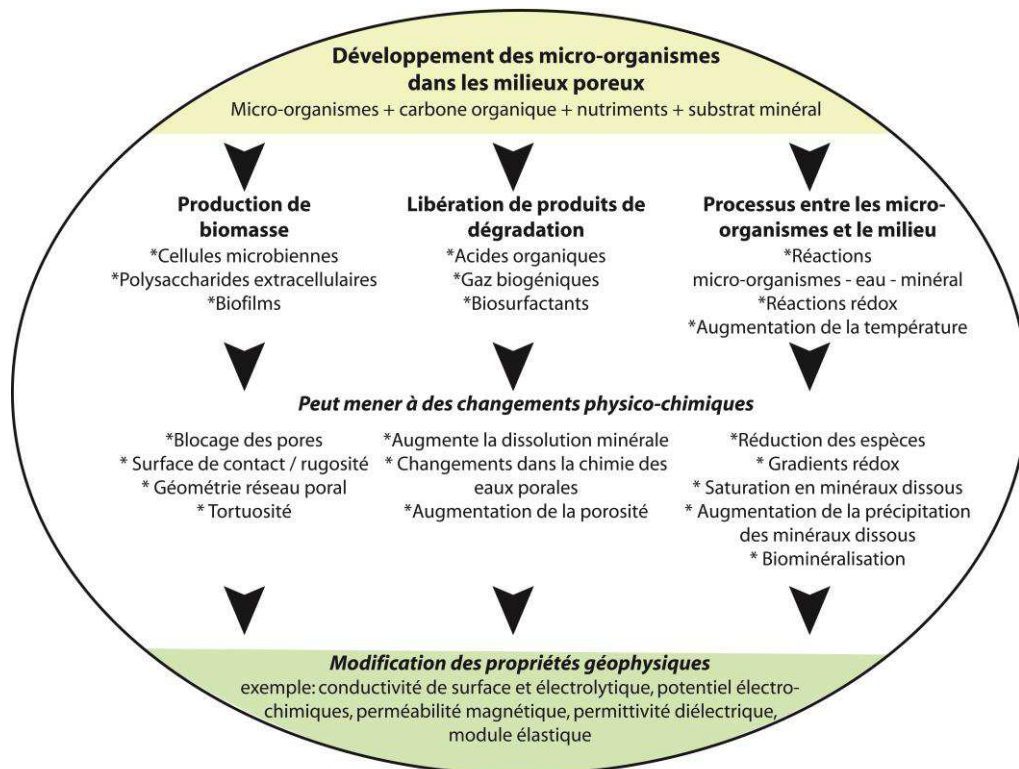 Développement des micro-organismes
dans les milieux poreux
Micro-organismes + carbone organique + nutriments + substrat minéral
Production de
biomasse
*Cellules microbiennes
*Polysaccharides extracellulaires
*Biofilms
Libération de produits de
dégradation
*Acides organiques
*Gaz biogéniques
*Biosurfactants
Processus entre les micro-
organismes et le milieu
*Réactions
micro-organismes - eau - minéral
*Réactions rédox
*Augmentation de la température
Peut mener à des changements physico-chimiques
*Blocage des pores
* Surface de contact / rugosité
* Géométrie réseau poral
* Tortuosité
*Augmente la dissolution minérale
* Changements dans la chimie des
eaux porales
*Augmentation de la porosité
*Réduction des espèces
* Gradients rédox
* Saturation en minéraux dissous
* Augmentation de la précipitation
des minéraux dissous
* Biominéralisation
Modification des propriétés géophysiques
exemple: conductivité de surface et électrolytique, potentiel électro-
chimiques, perméabilité magnétique, permittivité diélectrique,
module élastique